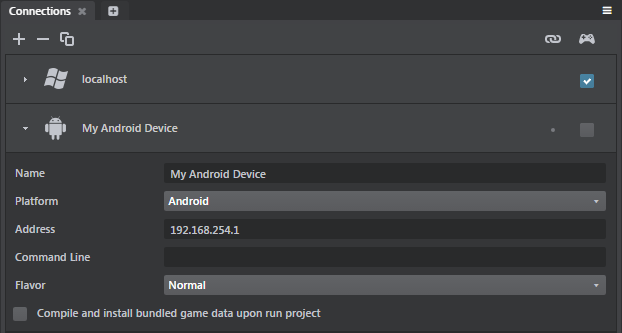 Connections
localhost
My Android Device
Name My Android Device
Platform Android
Address 192.168.254.1
Command Line
Flavor Normal
Compile and install bundled game data upon run project